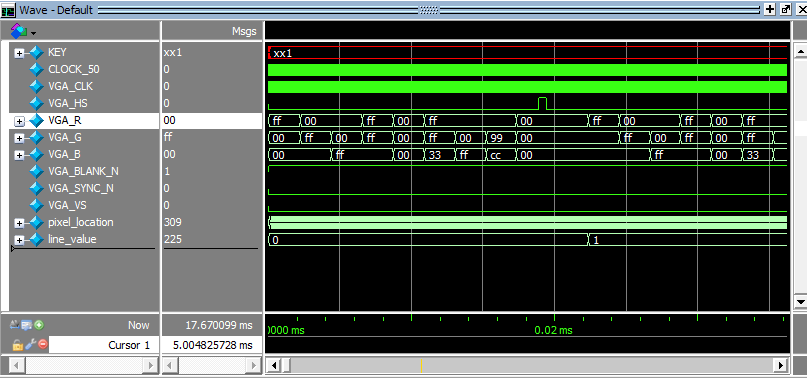 Wave - Default
Msgs
KEY xx1 xx1
CLOCK_50 0
VGA_CLK 0
VGA_HS 0
VGA_R 00 ff 00 ff 00 ff 00 ff 00 ff 00 ff
VGA_G ff 00 ff 00 ff 00 ff 00 99 00 ff 00 ff 00 ff
VGA_B 00 00 ff 00 33 ff cc 00 ff 00 33
VGA_BLANK_N 1
VGA_SYNC_N 0
VGA_VS 0
pixel_location 309
line_value 225 0 1
Now 17.670099 ms 0000 ms 0.02 ms
Cursor 1 5.004825728 ms